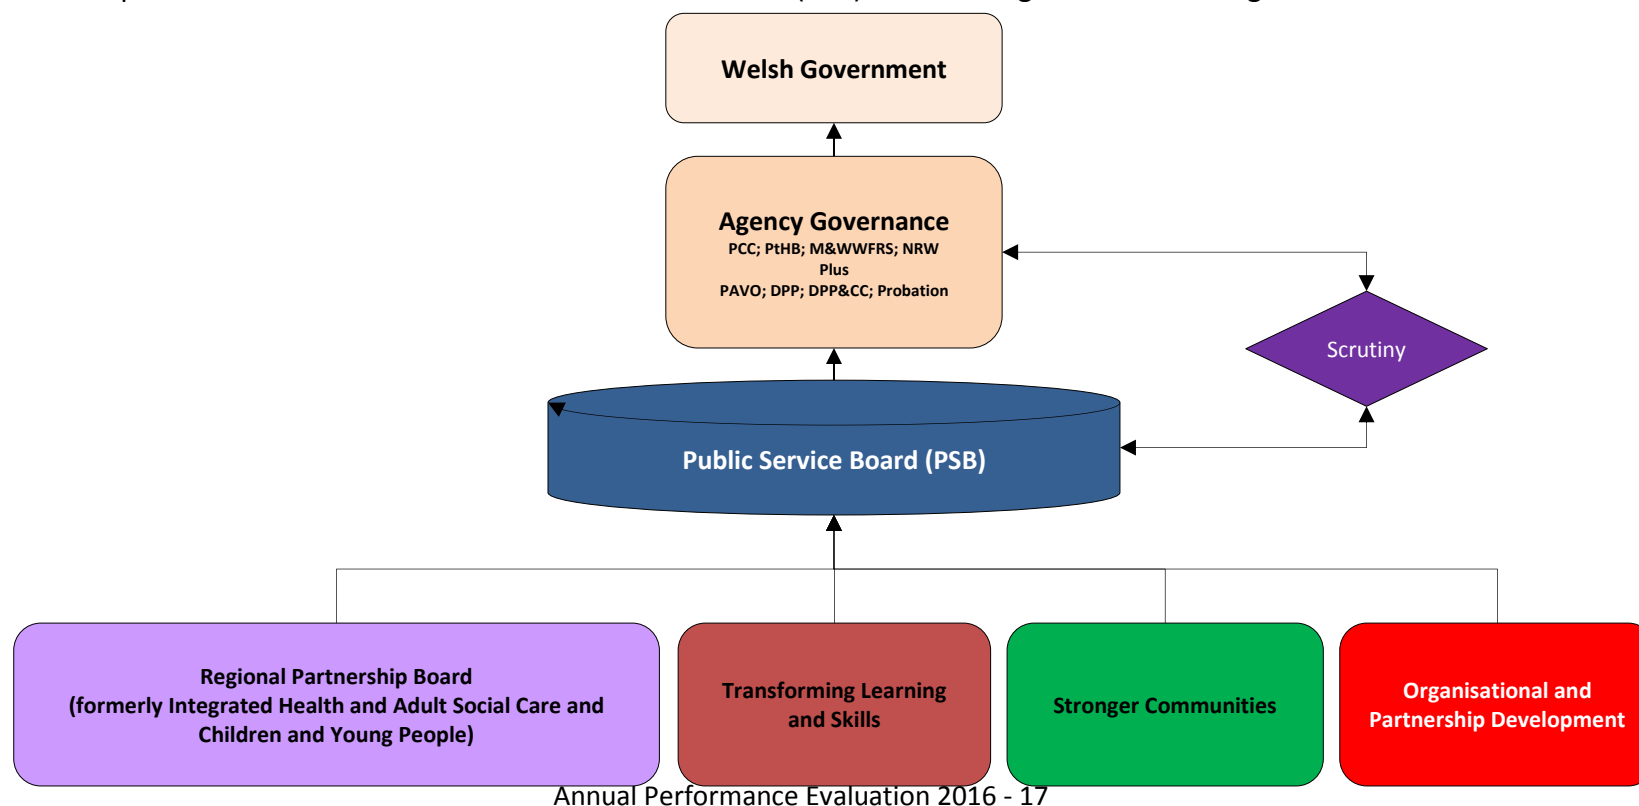 Welsh Government
Agency Governance
PCC; PtHB; M&WWFRS; NRW
Plus
PAVO; DPP; DPP&CC; Probation
Scrutiny
Public Service Board (PSB)
Regional Partnership Board
(formerly Integrated Health and Adult Social Care and
Children and Young People)
Transforming Learning
and Skills
Stronger Communities
Organisational and
Partnership Development
Annual Performance Evaluation 2016 - 17